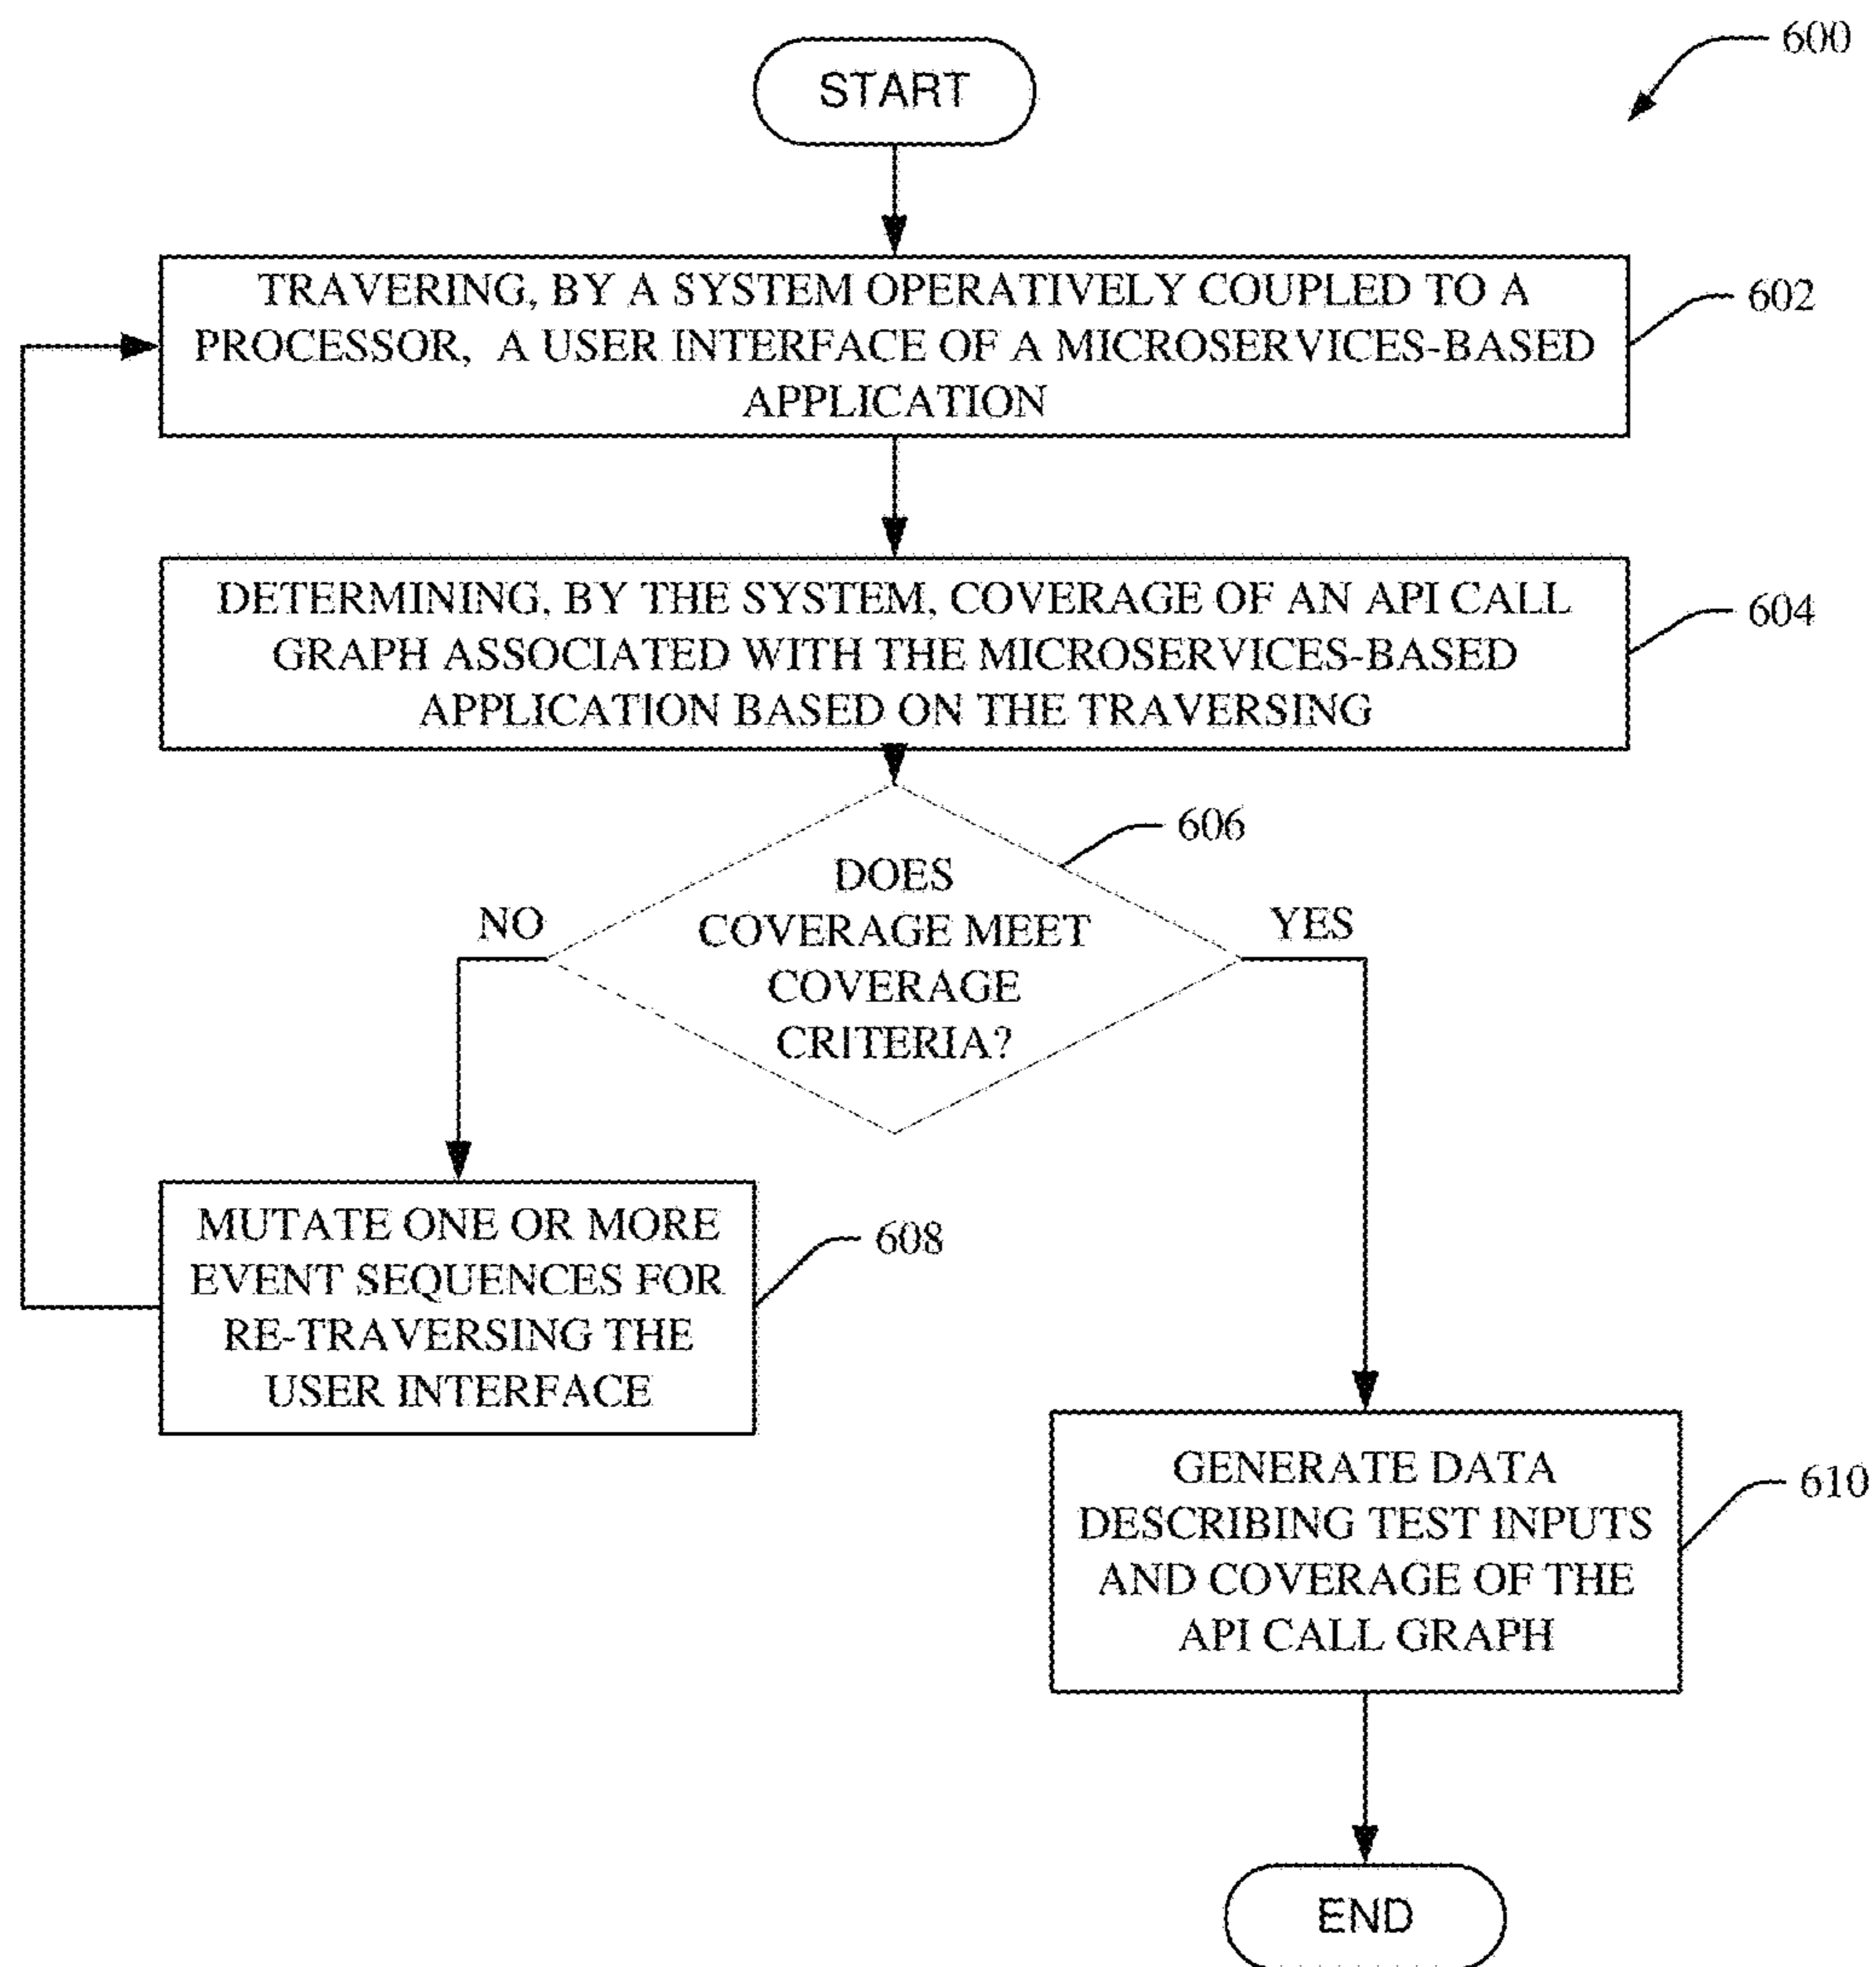 600
START
TRAVERING, BY A SYSTEM OPERATIVELY COUPLED TO A
PROCESSOR, A USER INTERFACE OF A MICROSERVICES-BASED
APPLICATION
602
DETERMINING, BY THE SYSTEM, COVERAGE OF AN API CALL
GRAPH ASSOCIATED WITH THE MICROSERVICES-BASED
APPLICATION BASED ON THE TRAVERSING
604
606
DOES
COVERAGE MEET
COVERAGE
CRITERIA?
NO
YES
MUTATE ONE OR MORE
EVENT SEQUENCES FOR
RE-TRAVERSING THE
USER INTERFACE
608
GENERATE DATA
DESCRIBING TEST INPUTS
AND COVERAGE OF THE
API CALL GRAPH
610
END